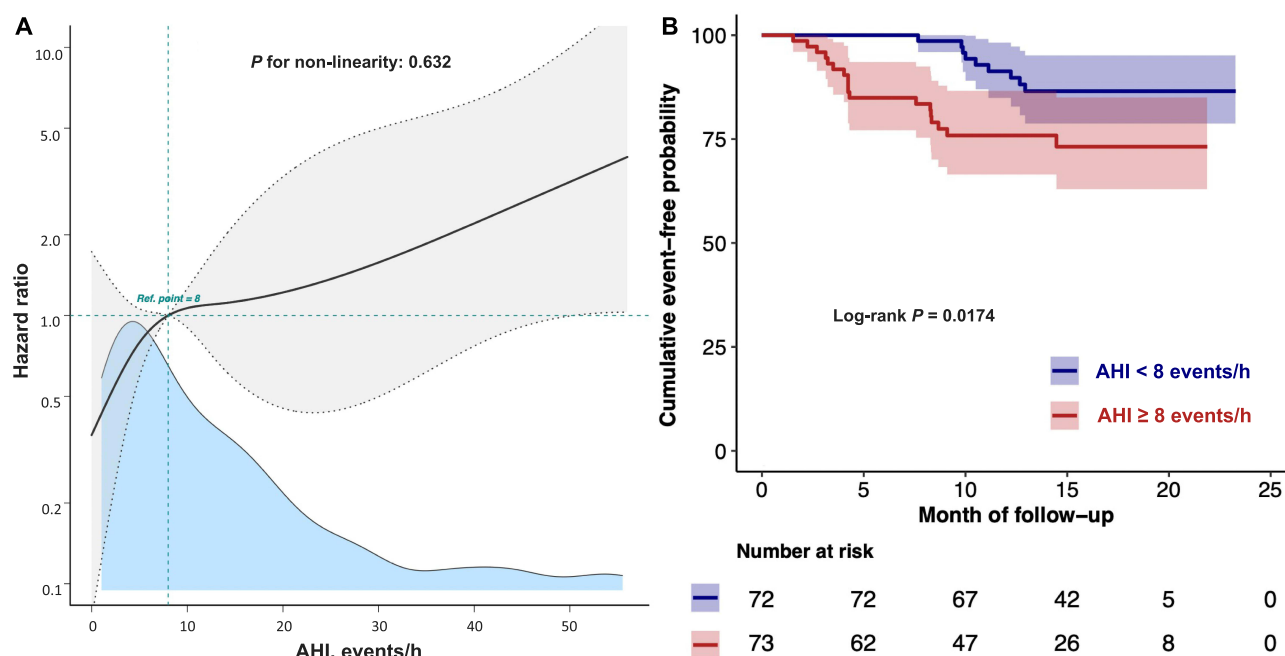 A
P for non-linearity: 0.632
Hazard ratio
10.0
5.0
2.0
1.0
0.5
0.2
0.1
Ref. point = 8
0 10 20 30 40 50
AHI, events/h
B
Cumulative event–free probability
100
75
50
25
0
Log-rank P = 0.0174
AHI < 8 events/h
AHI ≥ 8 events/h
0 5 10 15 20 25
Month of follow–up
Number at risk
72 72 67 42 5 0
73 62 47 26 8 0